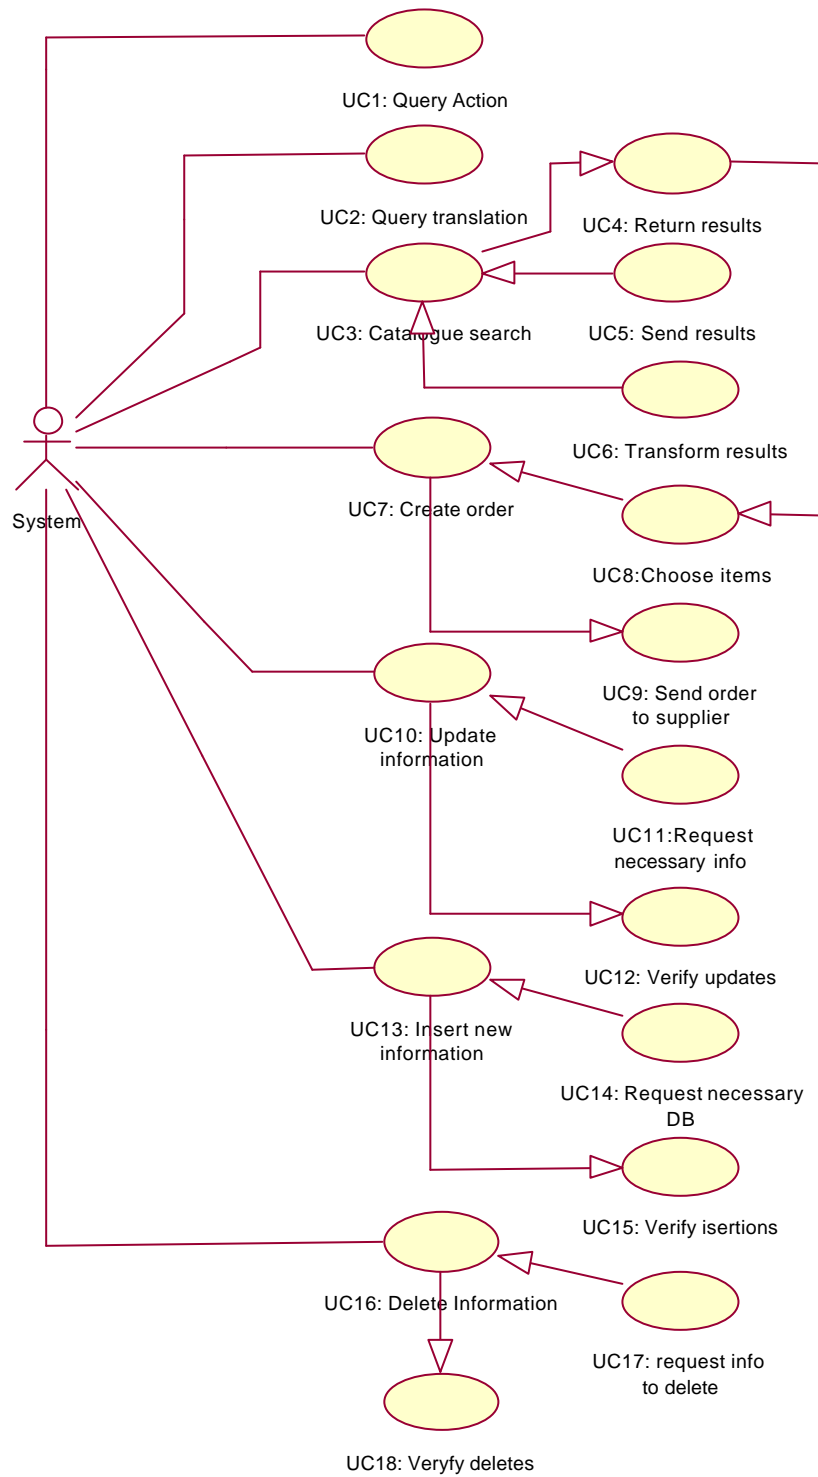 UC1: Query Action
UC2: Query translation
UC4: Return results
UC3: Catalogue search
UC5: Send results
UC6: Transform results
System
UC7: Create order
UC8:Choose items
UC9: Send order
to supplier
UC10: Update
information
UC11:Request
necessary info
UC12: Verify updates
UC13: Insert new
information
UC14: Request necessary
DB
UC15: Verify isertions
UC16: Delete Information
UC17: request info
to delete
UC18: Veryfy deletes